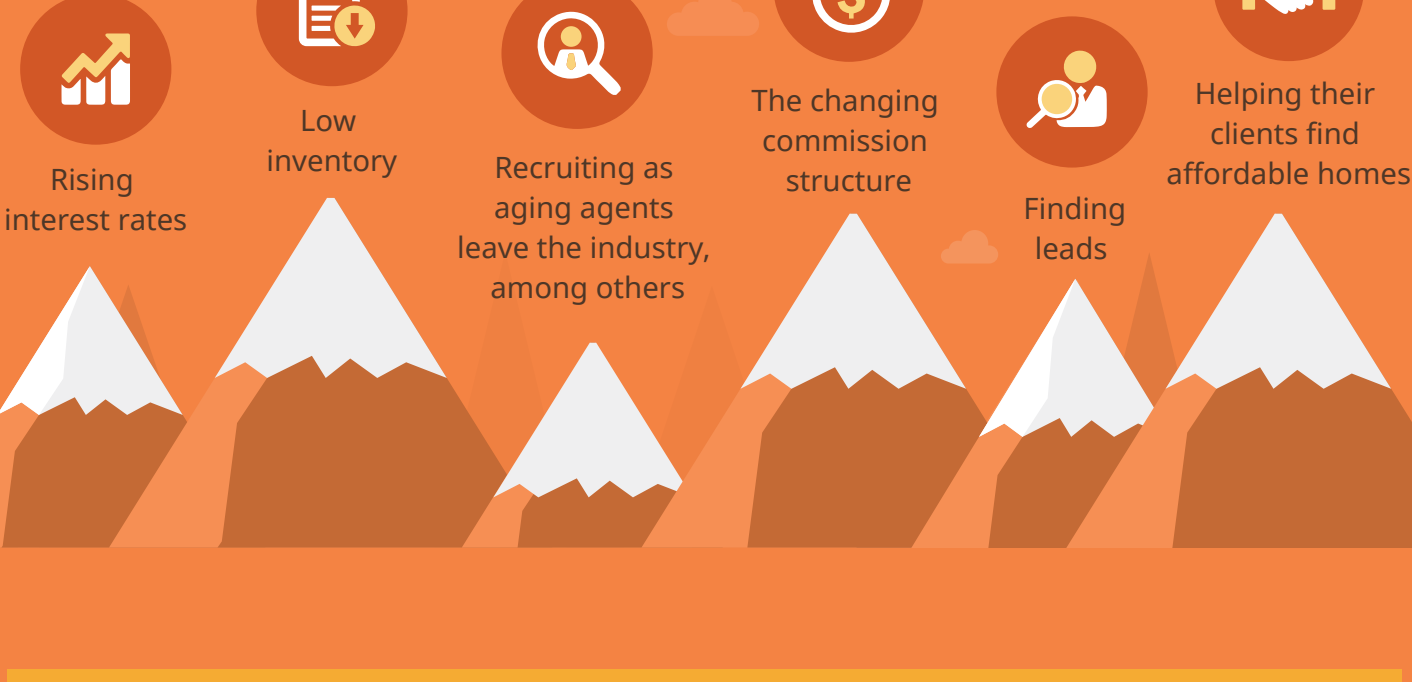 Rising
interest rates
Low
inventory
Recruiting as
aging agents
leave the industry,
among others
$
The changing
commission
structure
Finding
leads
Helping their
clients find
affordable homes